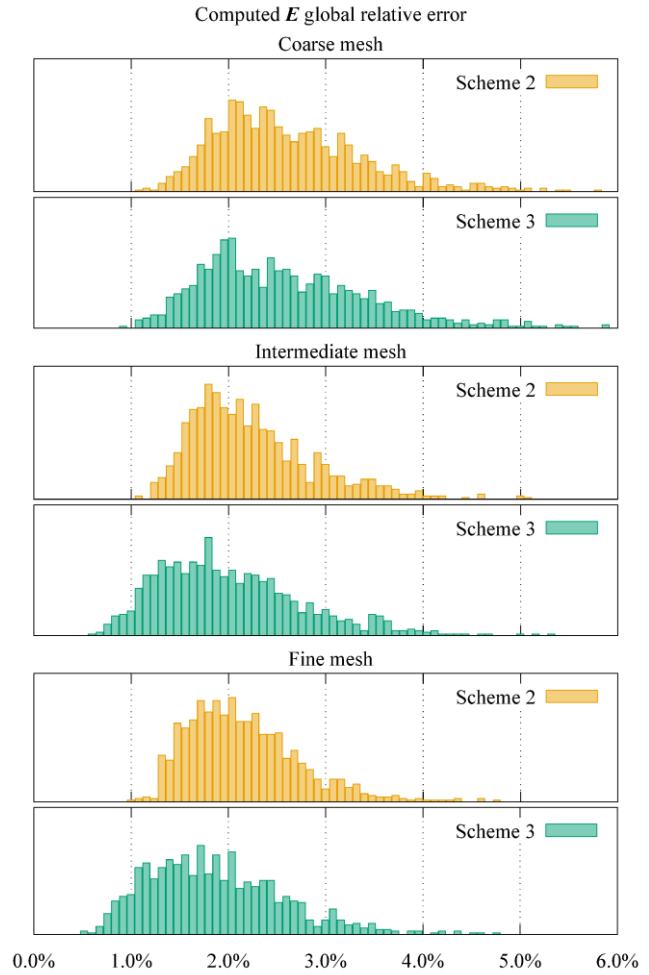 Computed E global relative error
Coarse mesh
Scheme 2
Scheme 3
Intermediate mesh
Scheme 2
Scheme 3
Fine mesh
Scheme 2
Scheme 3
0.0% 1.0% 2.0% 3.0% 4.0% 5.0% 6.0%